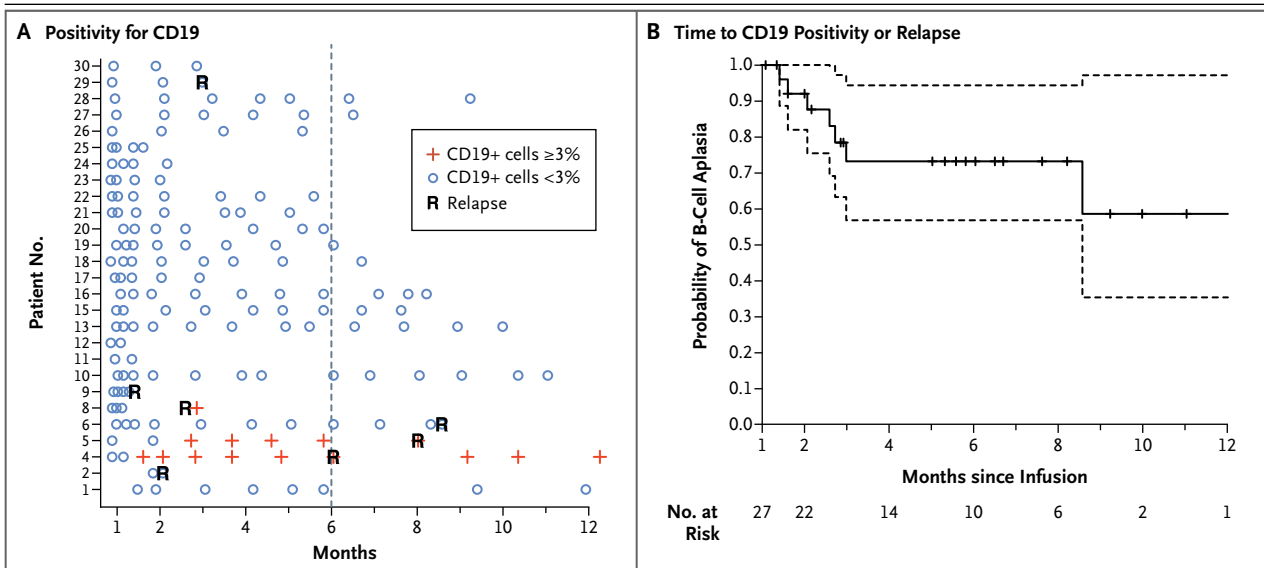 A Positivity for CD19
30
29
28
27
26
25
24
23
22
21
20
19
18
17
16
15
13
12
11
10
9
8
6
5
4
2
1
Patient No.
1 2 4 6 8 10 12
Months
CD19+ cells ≥3%
CD19+ cells <3%
R Relapse
R
R
R
R
R
R
R
B Time to CD19 Positivity or Relapse
1.0
0.9
0.8
0.7
0.6
0.5
0.4
0.3
0.2
0.1
0.0
Probability of B-Cell Aplasia
1 2 4 6 8 10 12
Months since Infusion
No. at Risk
27 22 14 10 6 2 1